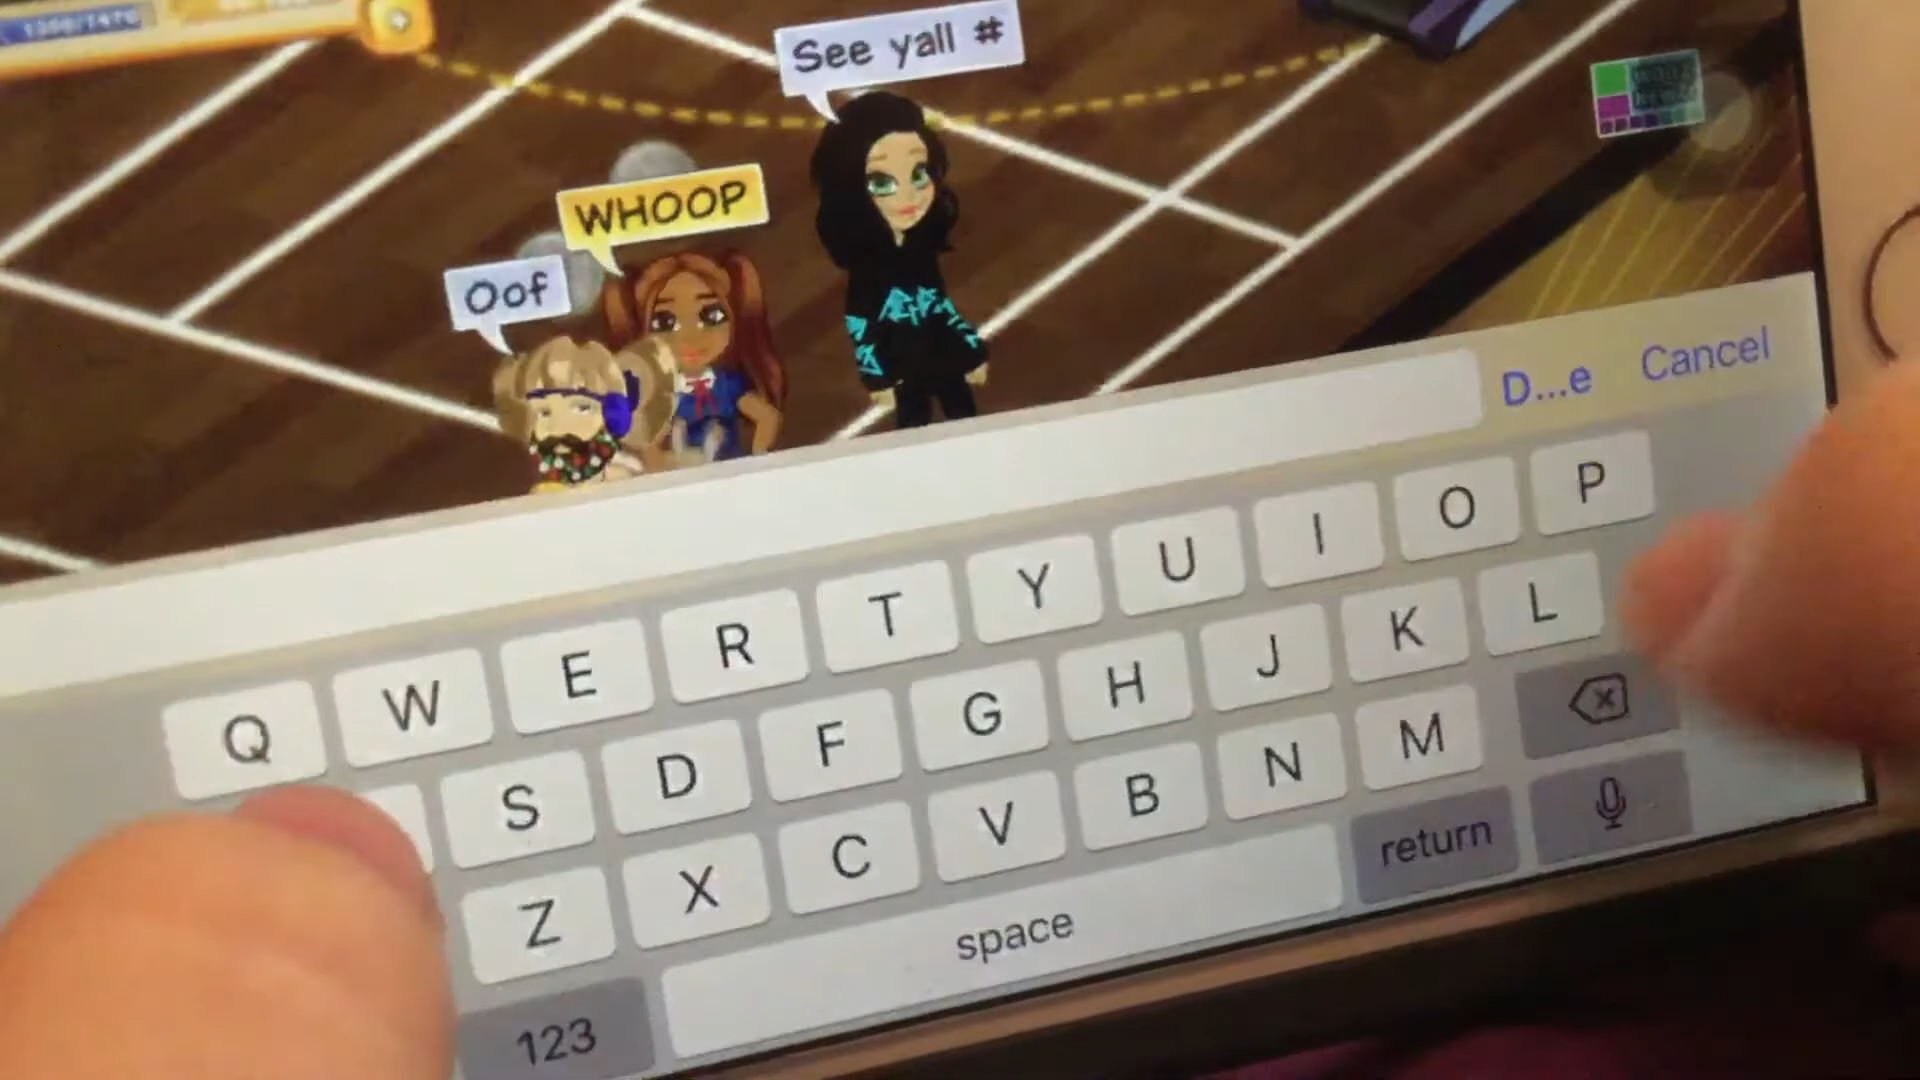 See yall #
WHOOP
Oof
D...e Cancel
Q W E R T Y U I O P
S D F G H J K L
Z X C V B N M
123 space return